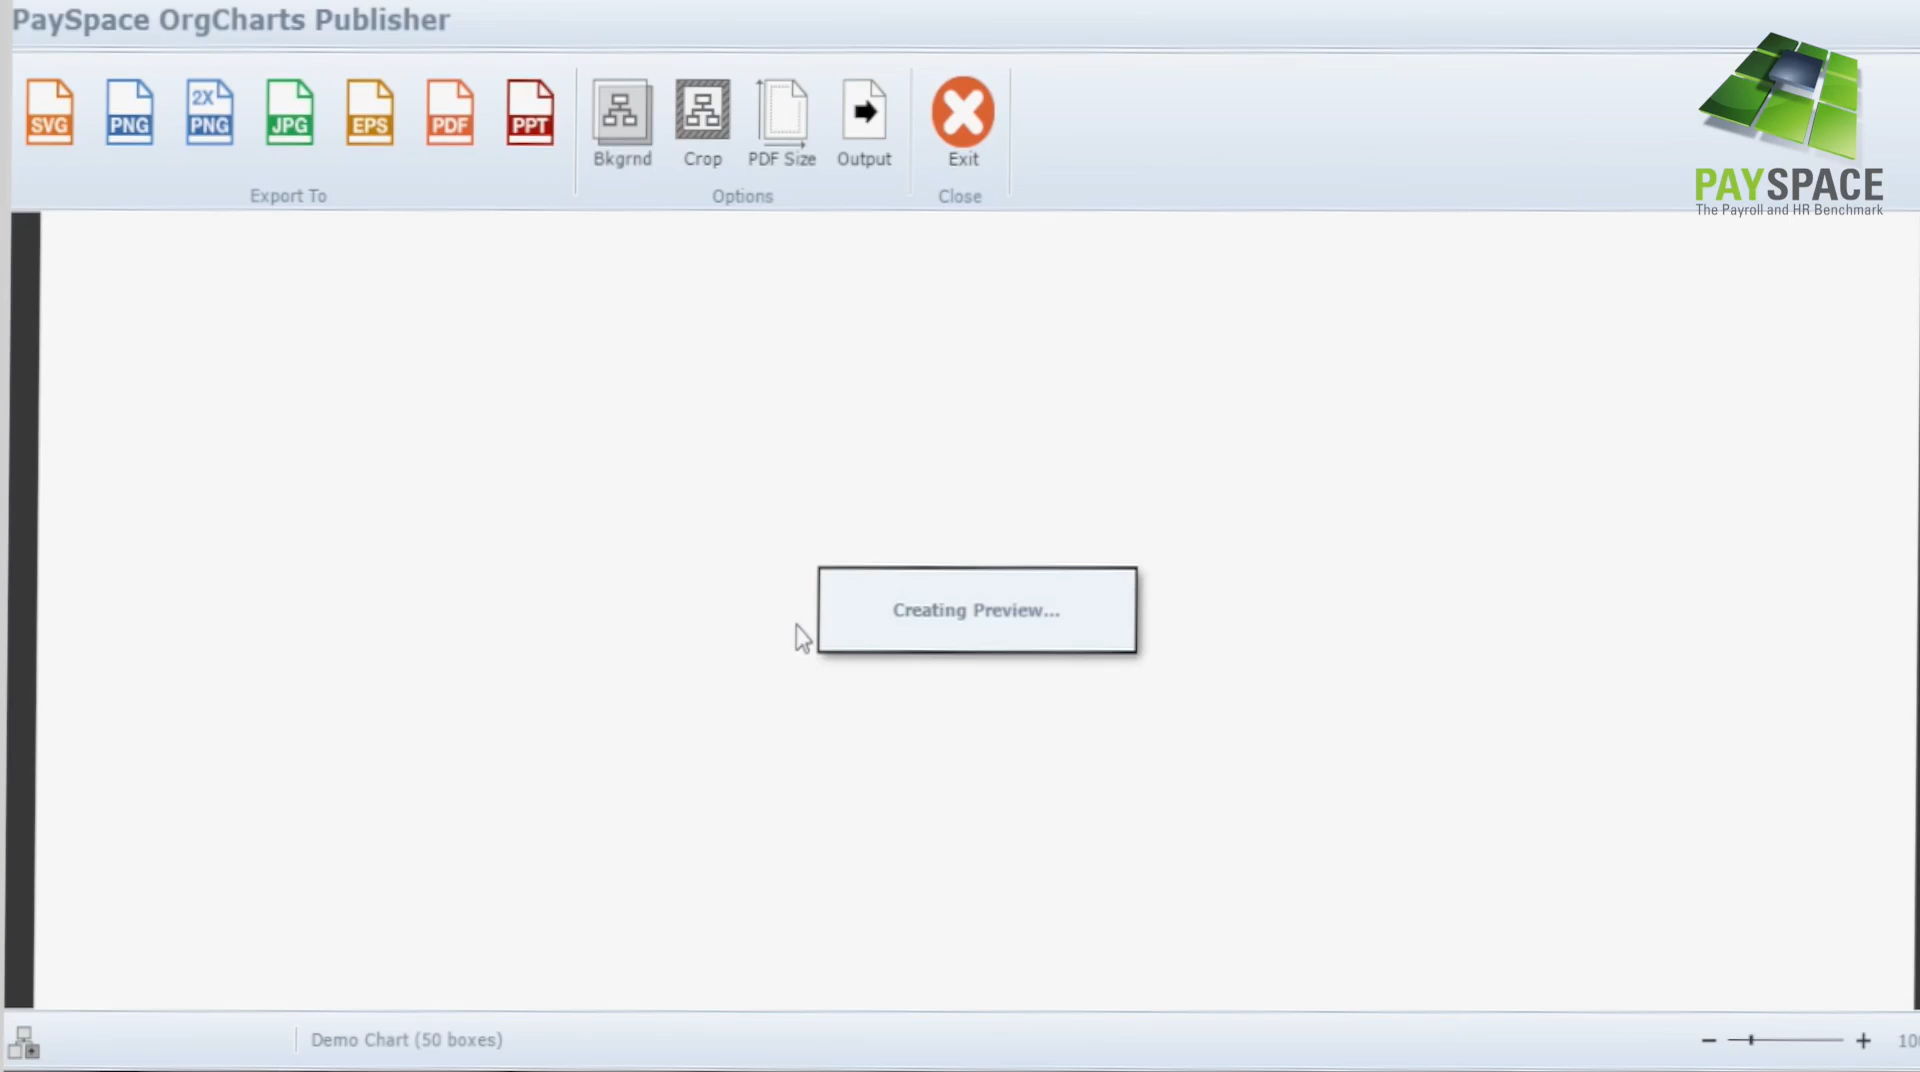 PaySpace OrgCharts Publisher
SVG
PNG
2X
PNG
JPG
EPS
PDF
PPT
Bkgrnd
Crop
PDF Size
Output
Exit
Export To
Options
Close
PAYSPACE
The Payroll and HR Benchmark
Creating Preview...
Demo Chart (50 boxes)